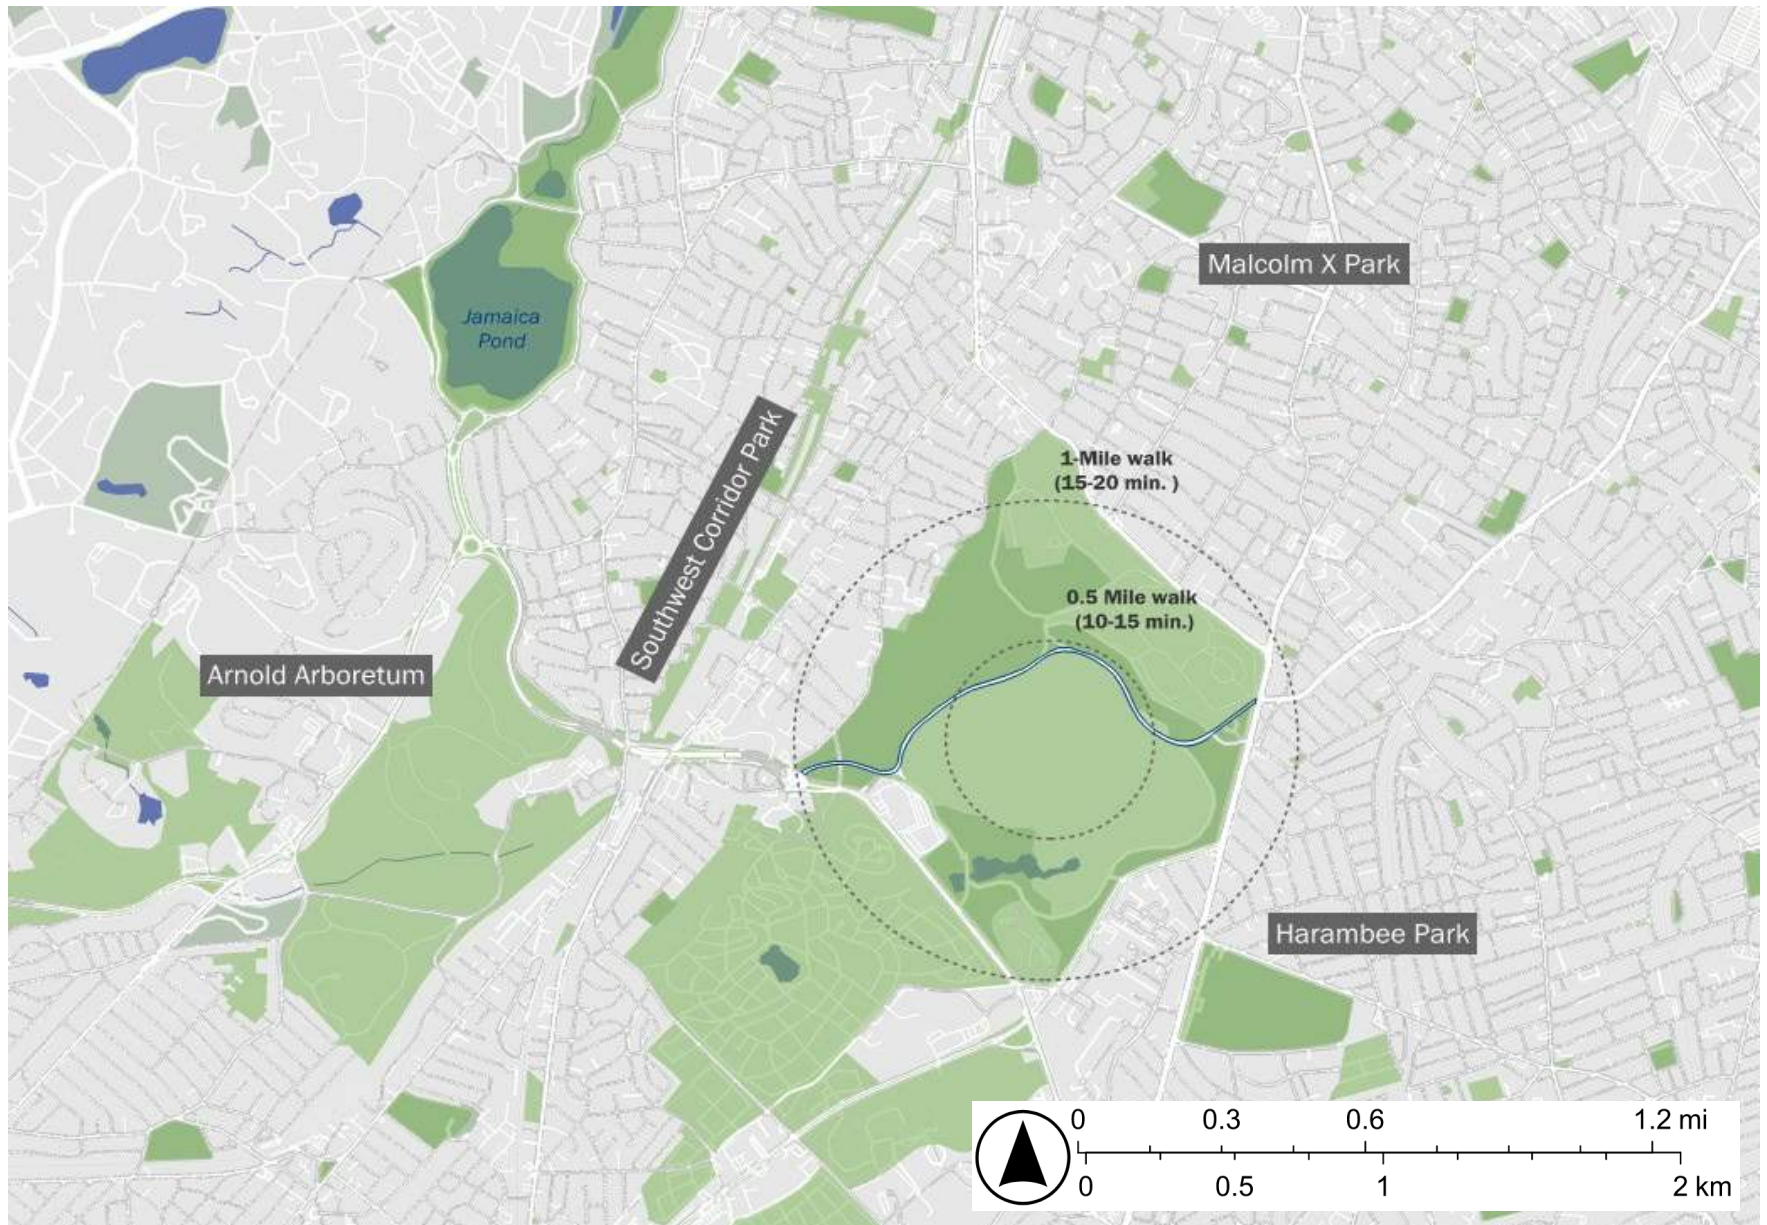 Malcolm X Park
Jamaica
Pond
Southwest Corridor Park
1-Mile walk
(15-20 min. )
0.5 Mile walk
(10-15 min.)
Arnold Arboretum
Harambee Park
0 0.3 0.6 1.2 mi
0 0.5 1 2 km